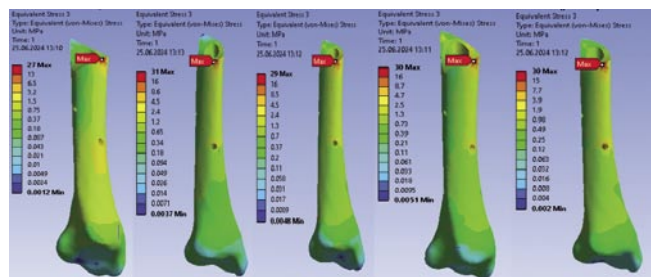 Equivalent Stress 3
Type: Equivalent (von-Mises) Stress
Unit: MPa
Time: 1
25.06.2024 13:10
27 Max
13
6.3
3.2
1.5
0.75
0.37
0.18
0.087
0.043
0.021
0.01
0.0049
0.0024
0.0012 Min
Max
Equivalent Stress 3
Type: Equivalent (von-Mises) Stress
Unit: MPa
Time: 1
25.06.2024 13:13
31 Max
16
8.6
4.5
2.4
1.2
0.65
0.34
0.18
0.094
0.049
0.026
0.014
0.0071
0.0037 Min
Max
Equivalent Stress 3
Type: Equivalent (von-Mises) Stress
Unit: MPa
Time: 1
25.06.2024 13:12
29 Max
16
4.5
2.4
1.3
0.37
0.2
0.11
0.058
0.031
0.017
0.0048 Min
Max
Equivalent Stress 3
Type: Equivalent (von-Mises) Stress
Unit: MPa
Time: 1
25.06.2024 13:11
30 Max
16
8.7
4.7
2.5
1.3
0.73
0.39
0.21
0.11
0.061
0.033
0.018
0.0095
0.0051 Min
Max
Equivalent Stress 3
Type: Equivalent (von-Mises) Stress
Unit: MPa
Time: 1
25.06.2024 13:12
30 Max
15
7.7
3.9
1.9
0.98
0.49
0.25
0.12
0.063
0.032
0.016
0.008
0.004
0.002 Min
Max